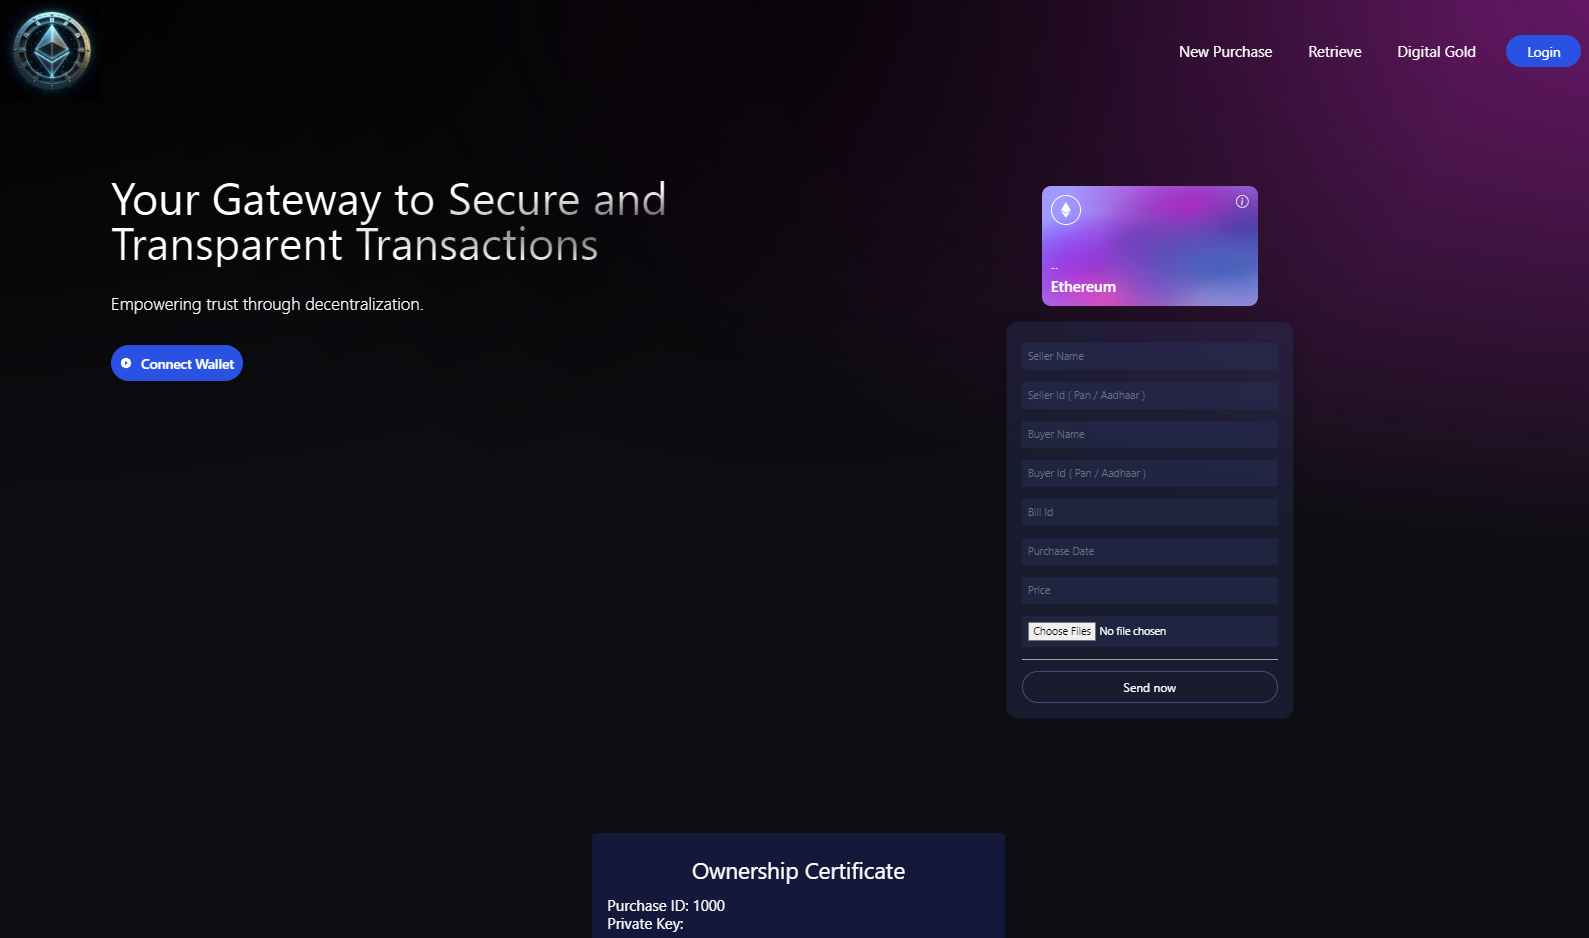 New Purchase
Retrieve
Digital Gold
Login
Your Gateway to Secure and
Transparent Transactions
Empowering trust through decentralization.
Connect Wallet
...
Ethereum
Seller Name
Seller Id ( Pan / Aadhaar )
Buyer Name
Buyer Id ( Pan / Aadhaar )
Bill Id
Purchase Date
Price
Choose Files No file chosen
Send now
Ownership Certificate
Purchase ID: 1000
Private Key: